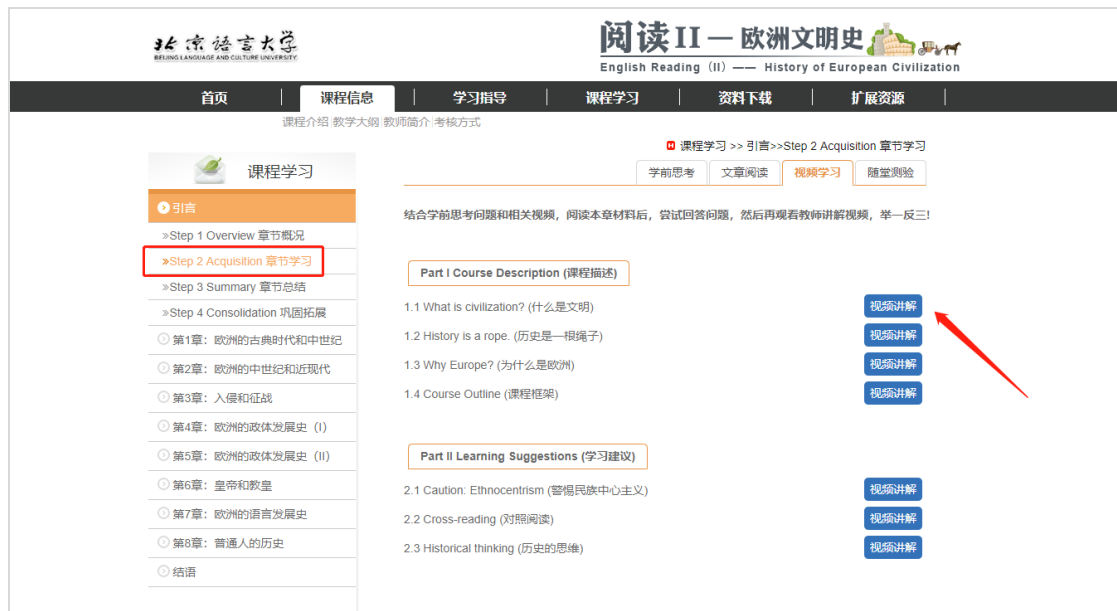 北京语言大学
BEIJING LANGUAGE AND CULTURE UNIVERSITY
阅读II — 欧洲文明史
English Reading (II) —— History of European Civilization
首页 课程信息 学习指导 课程学习 资料下载 扩展资源
课程介绍 教学大纲 教师简介 考核方式
课程学习 >> 引言>>Step 2 Acquisition 章节学习
课程学习
学前思考 文章阅读 视频学习 随堂测验
引言
»Step 1 Overview 章节概况
»Step 2 Acquisition 章节学习
»Step 3 Summary 章节总结
»Step 4 Consolidation 巩固拓展
第1章：欧洲的古典时代和中世纪
第2章：欧洲的中世纪和近现代
第3章：入侵和征战
第4章：欧洲的政体发展史（I）
第5章：欧洲的政体发展史（II）
第6章：皇帝和教皇
第7章：欧洲的语言发展史
第8章：普通人的历史
结语
结合学前思考问题和相关视频，阅读本章材料后，尝试回答问题，然后再观看教师讲解视频，举一反三!
Part I Course Description (课程描述)
1.1 What is civilization? (什么是文明) 视频讲解
1.2 History is a rope. (历史是一根绳子) 视频讲解
1.3 Why Europe? (为什么是欧洲) 视频讲解
1.4 Course Outline (课程框架) 视频讲解
Part II Learning Suggestions (学习建议)
2.1 Caution: Ethnocentrism (警惕民族中心主义) 视频讲解
2.2 Cross-reading (对照阅读) 视频讲解
2.3 Historical thinking (历史的思维) 视频讲解